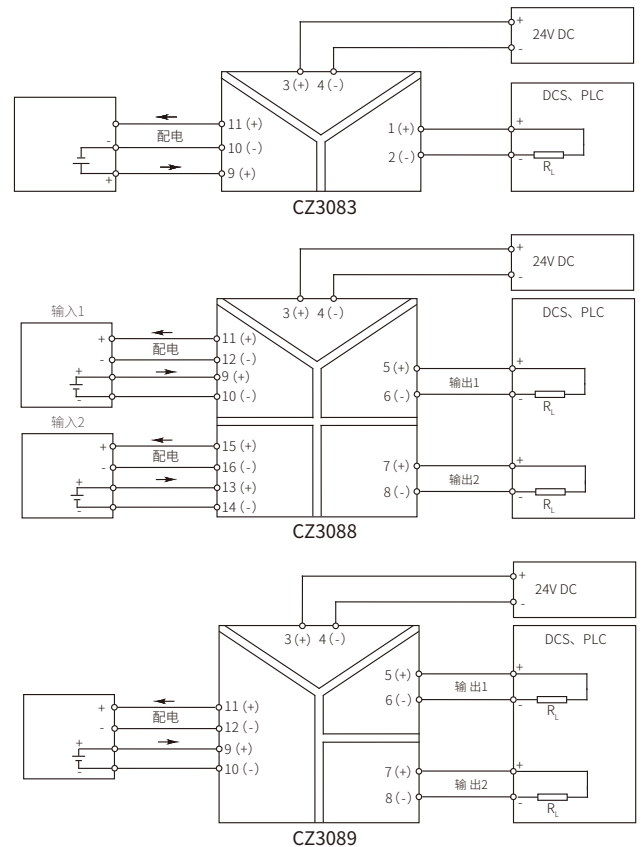 +
24V DC
-
3(+) 4(-)
DCS、PLC
11(+)
配电
1(+)
+
-
10(-)
2(-)
-
RL
+
9(+)
CZ3083
+
24V DC
-
输入1
3(+) 4(-)
DCS、PLC
+
11(+)
配电
-
12(-)
5(+)
+
+
9(+)
输出1
-
10(-)
6(-)
-
RL
输入2
+
15(+)
配电
-
16(-)
7(+)
+
+
13(+)
输出2
-
14(-)
8(-)
-
RL
CZ3088
+
24V DC
-
3(+) 4(-)
DCS、PLC
5(+)
+
输出1
+
11(+)
6(-)
-
RL
配电
-
12(-)
+
9(+)
7(+)
+
-
10(-)
输出2
8(-)
-
RL
CZ3089